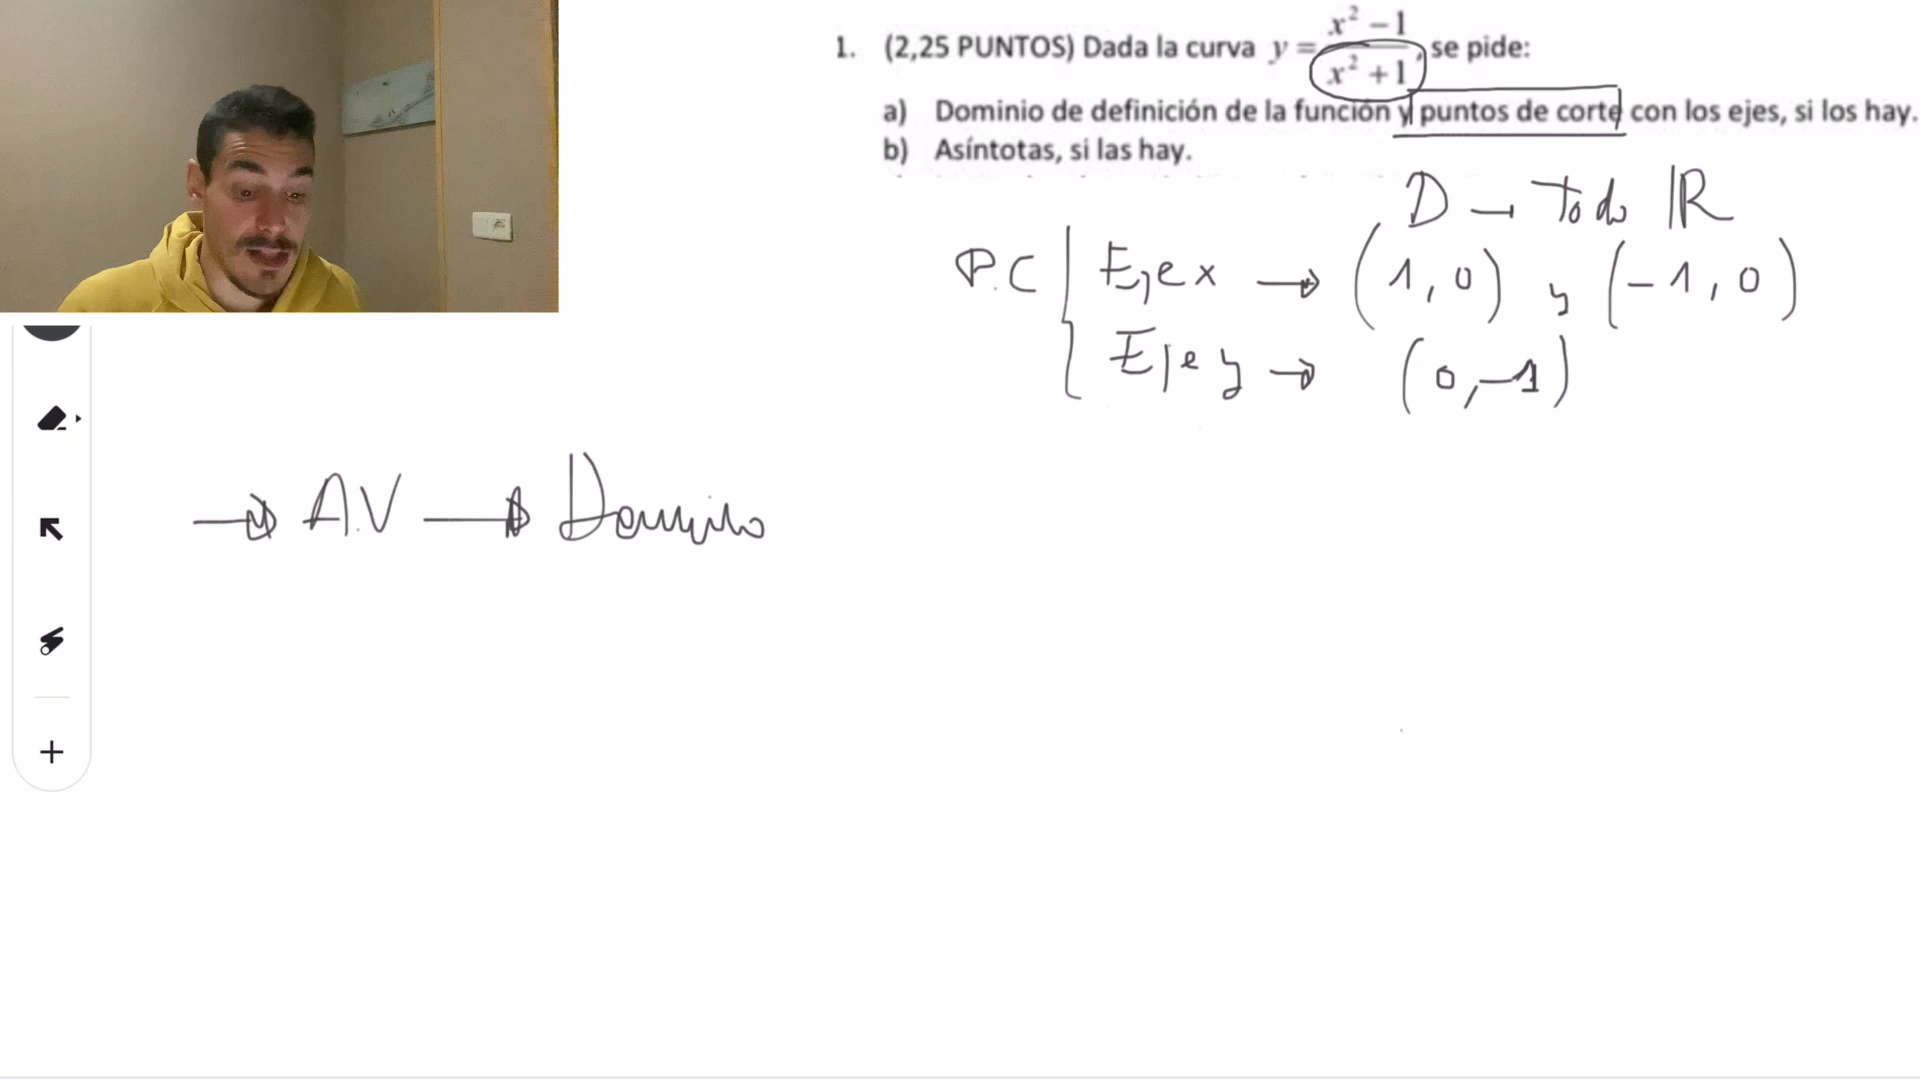 1. (2,25 PUNTOS) Dada la curva y = x² − 1 / x² + 1, se pide:
a) Dominio de definición de la función y puntos de corte con los ejes, si los hay.
b) Asíntotas, si las hay.
D → Todo ℝ
P.C { Eje x → (1, 0) y (−1, 0)
Eje y → (0, −1)
→ A.V → Dominio